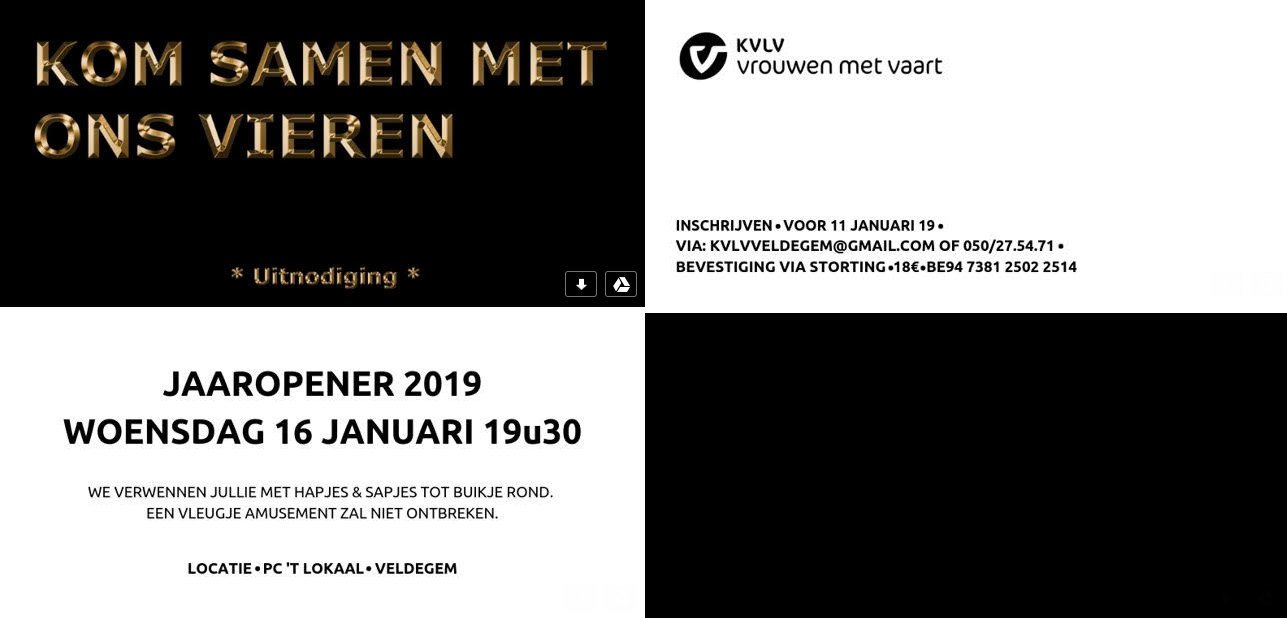 KOM SAMEN MET
ONS VIEREN
* Uitnodiging *
KVLV
vrouwen met vaart
INSCHRIJVEN • VOOR 11 JANUARI 19 •
VIA: KVLVVELDEGEM@GMAIL.COM OF 050/27.54.71 •
BEVESTIGING VIA STORTING•18€•BE94 7381 2502 2514
JAAROPENER 2019
WOENSDAG 16 JANUARI 19u30
WE VERWENNEN JULLIE MET HAPJES & SAPJES TOT BUIKJE ROND.
EEN VLEUGJE AMUSEMENT ZAL NIET ONTBREKEN.
LOCATIE • PC 'T LOKAAL • VELDEGEM